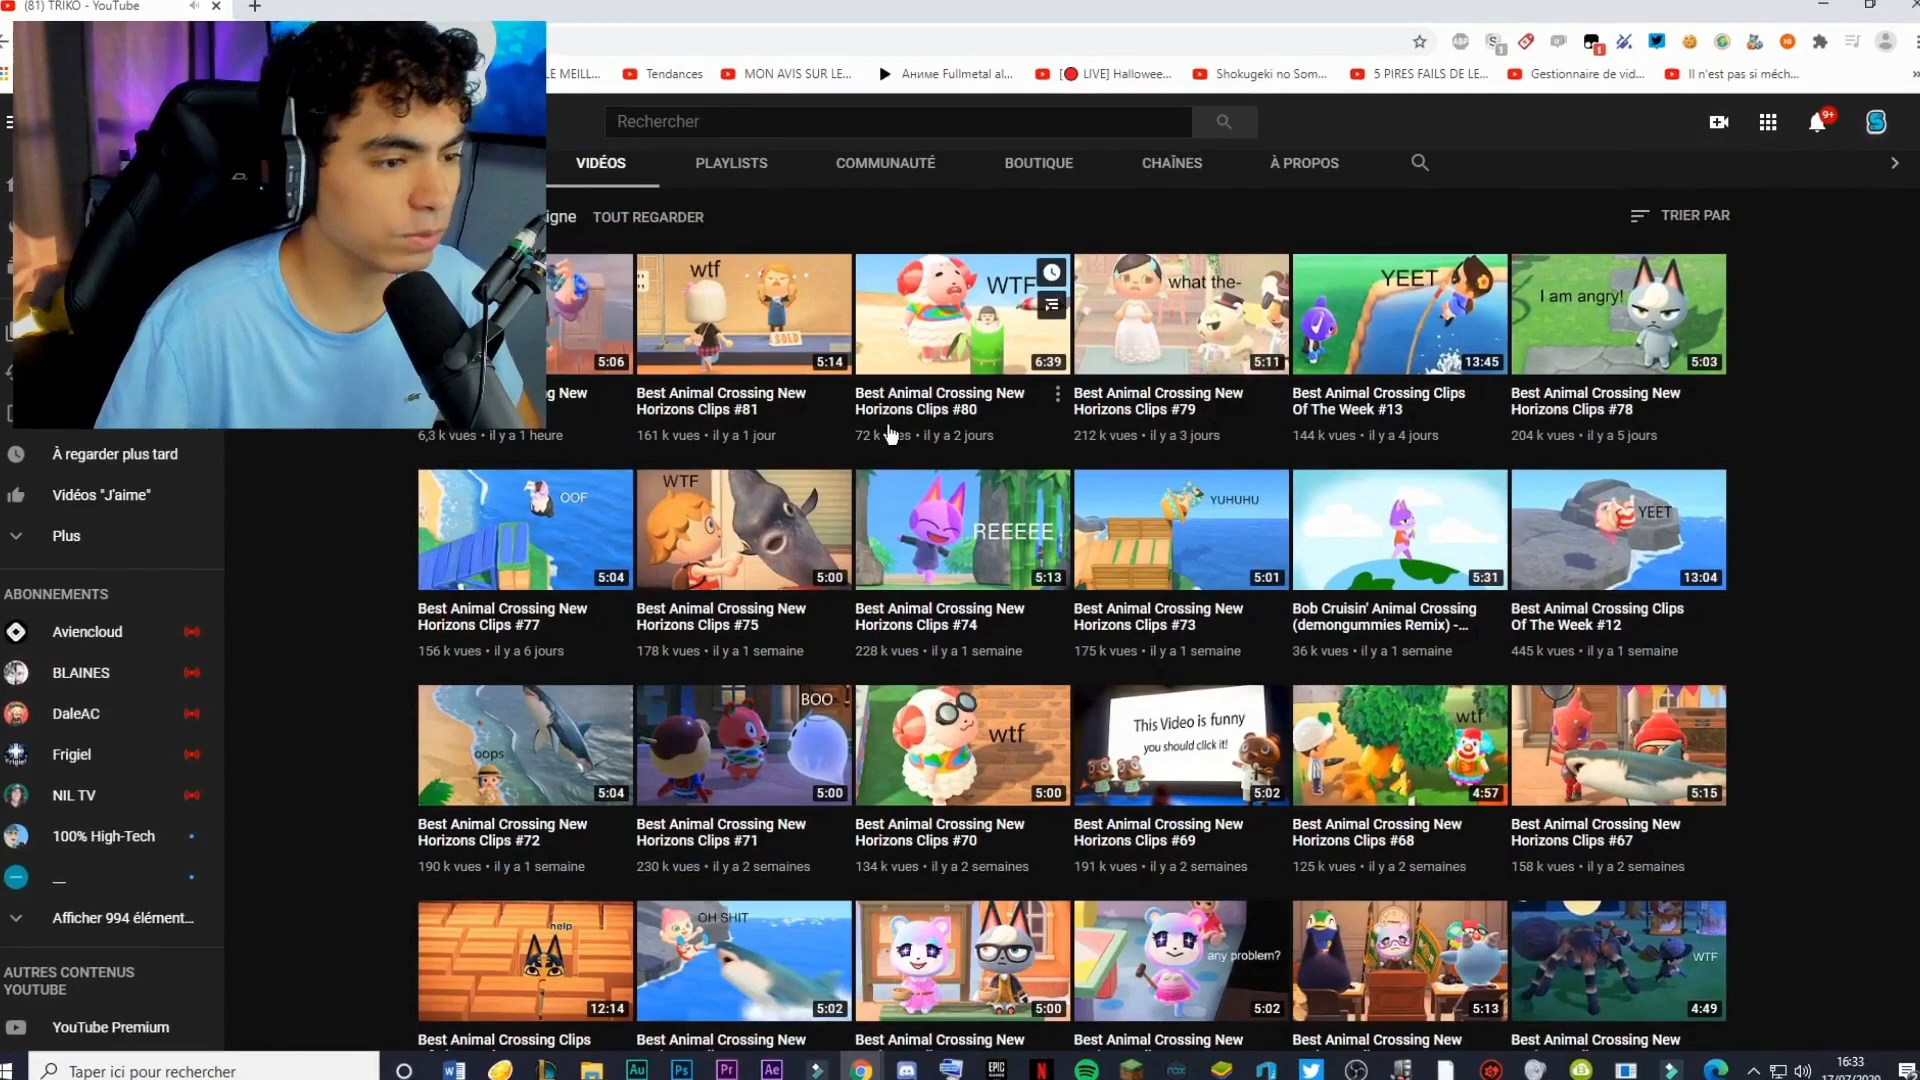 (81) TRIKO - YouTube
LE MEILL...
Tendances
MON AVIS SUR LE...
Аниме Fullmetal al...
[🔴 LIVE] Hallowee...
Shokugeki no Som...
5 PIRES FAILS DE LE...
Gestionnaire de vid...
Il n'est pas si méch...
Rechercher
9+
VIDÉOS
PLAYLISTS
COMMUNAUTÉ
BOUTIQUE
CHAÎNES
À PROPOS
igne
TOUT REGARDER
TRIER PAR
5:06
wtf
SOLD
5:14
WTF
6:39
what the-
5:11
YEET
13:45
I am angry!
5:03
ng New
6,3 k vues • il y a 1 heure
Best Animal Crossing New
Horizons Clips #81
161 k vues • il y a 1 jour
Best Animal Crossing New
Horizons Clips #80
72 k • il y a 2 jours
Best Animal Crossing New
Horizons Clips #79
212 k vues • il y a 3 jours
Best Animal Crossing Clips
Of The Week #13
144 k vues • il y a 4 jours
Best Animal Crossing New
Horizons Clips #78
204 k vues • il y a 5 jours
À regarder plus tard
Vidéos "J'aime"
Plus
OOF
5:04
WTF
5:00
REEEEE
5:13
YUHUHU
5:01
5:31
YEET
13:04
Best Animal Crossing New
Horizons Clips #77
156 k vues • il y a 6 jours
Best Animal Crossing New
Horizons Clips #75
178 k vues • il y a 1 semaine
Best Animal Crossing New
Horizons Clips #74
228 k vues • il y a 1 semaine
Best Animal Crossing New
Horizons Clips #73
175 k vues • il y a 1 semaine
Bob Cruisin' Animal Crossing
(demongummies Remix) -...
36 k vues • il y a 1 semaine
Best Animal Crossing Clips
Of The Week #12
445 k vues • il y a 1 semaine
ABONNEMENTS
Aviencloud
BLAINES
DaleAC
Frigiel
NIL TV
100% High-Tech
__
Afficher 994 élément...
oops
5:04
BOO
5:00
wtf
5:00
This Video is funny
you should click it!
5:02
wtf
4:57
5:15
Best Animal Crossing New
Horizons Clips #72
190 k vues • il y a 1 semaine
Best Animal Crossing New
Horizons Clips #71
230 k vues • il y a 2 semaines
Best Animal Crossing New
Horizons Clips #70
134 k vues • il y a 2 semaines
Best Animal Crossing New
Horizons Clips #69
191 k vues • il y a 2 semaines
Best Animal Crossing New
Horizons Clips #68
125 k vues • il y a 2 semaines
Best Animal Crossing New
Horizons Clips #67
158 k vues • il y a 2 semaines
help
12:14
OH SHIT
5:02
5:00
any problem?
5:02
5:13
WTF
4:49
Best Animal Crossing Clips
Best Animal Crossing New
Best Animal Crossing New
Best Animal Crossing New
Best Animal Crossing New
Best Animal Crossing New
AUTRES CONTENUS
YOUTUBE
YouTube Premium
Taper ici pour rechercher
Au
Ps
Pr
Ae
EPIC
16:33
17/07/2020